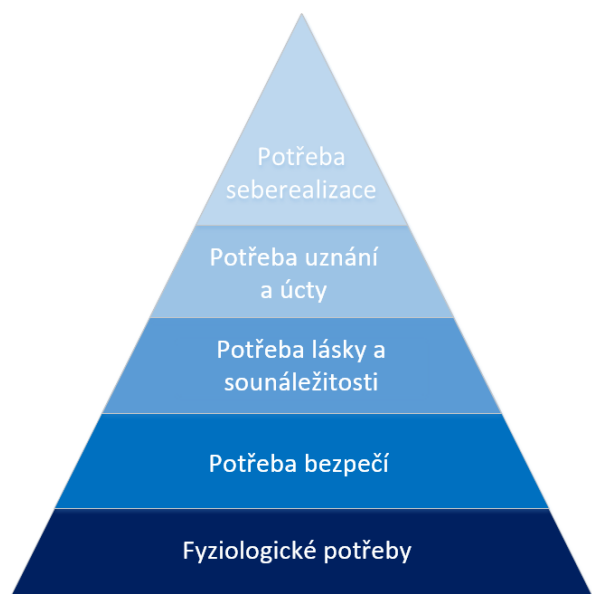 Potřeba
seberealizace
Potřeba uznání
a úcty
Potřeba lásky a
sounáležitosti
Potřeba bezpečí
Fyziologické potřeby